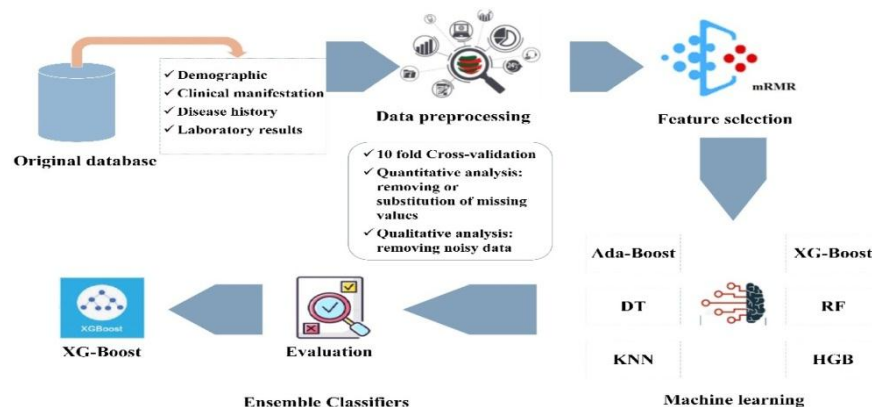 ✓ Demographic
✓ Clinical manifestation
✓ Disease history
✓ Laboratory results
Original database
Data preprocessing
mRMR
Feature selection
✓ 10 fold Cross-validation
✓ Quantitative analysis:
removing or
substitution of missing
values
✓ Qualitative analysis:
removing noisy data
Ada-Boost
XG-Boost
DT
RF
KNN
HGB
Machine learning
XGBoost
XG-Boost
Evaluation
Ensemble Classifiers